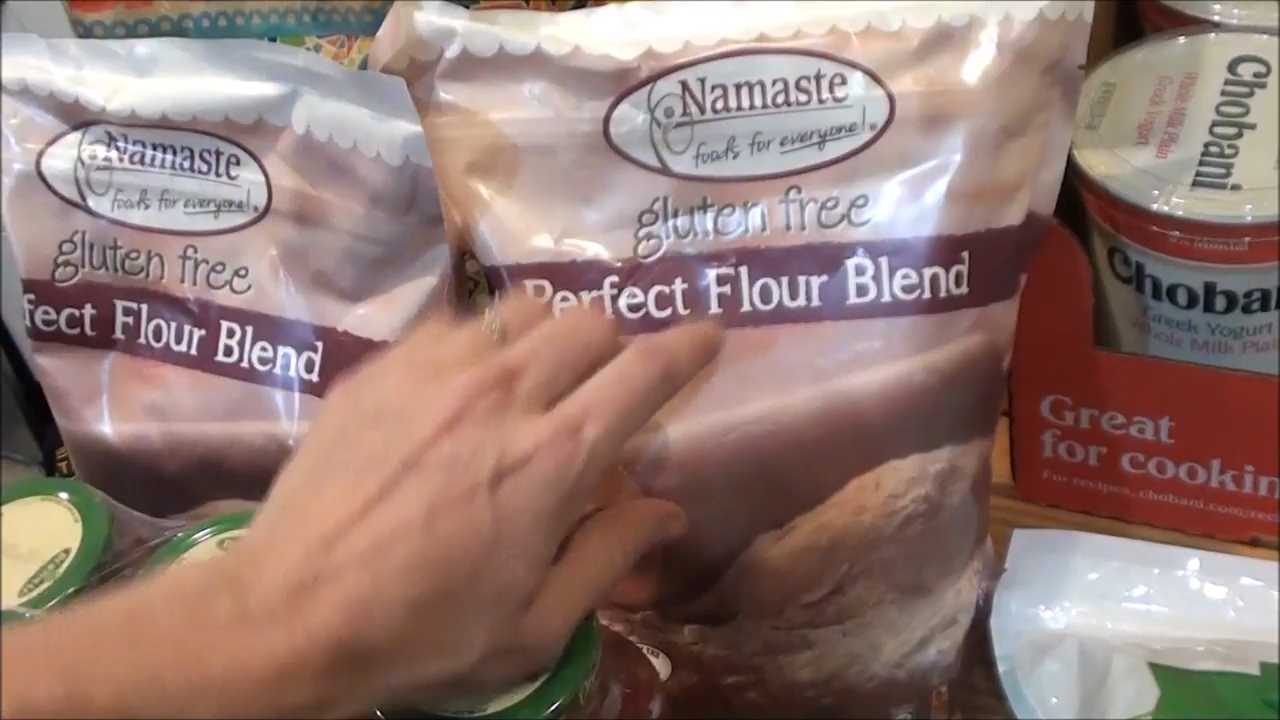 Namaste
foods for everyone!
gluten free
fect Flour Blend
Namaste
foods for everyone!
gluten free
Perfect Flour Blend
Chobani
Whole Milk Plain
Greek Yogurt
Choba
Greek Yogurt
Whole Milk Plain
Great
for cookin
For recipes, chobani.com/rec